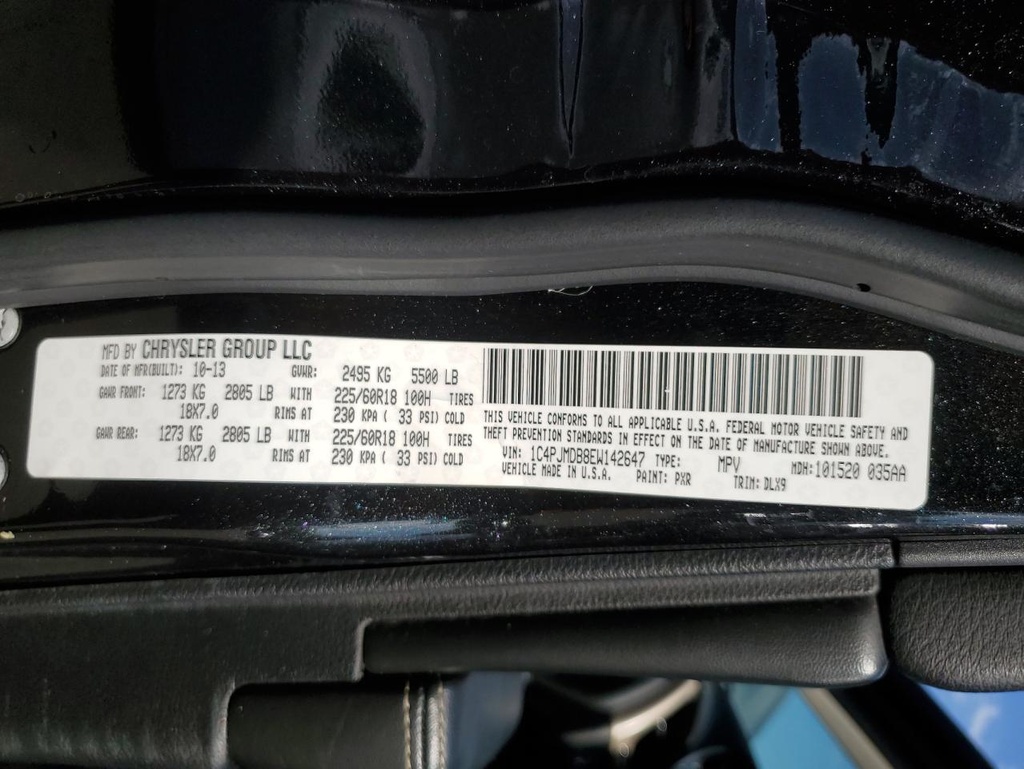 MFD BY CHRYSLER GROUP LLC
DATE OF MFR(BUILT): 10-13 GVWR: 2495 KG 5500 LB
GAWR FRONT: 1273 KG 2805 LB WITH 225/60R18 100H TIRES
18X7.0 RIMS AT 230 KPA ( 33 PSI) COLD
GAWR REAR: 1273 KG 2805 LB WITH 225/60R18 100H TIRES
18X7.0 RIMS AT 230 KPA ( 33 PSI) COLD
THIS VEHICLE CONFORMS TO ALL APPLICABLE U.S.A. FEDERAL MOTOR VEHICLE SAFETY AND
THEFT PREVENTION STANDARDS IN EFFECT ON THE DATE OF MANUFACTURE SHOWN ABOVE.
VIN: 1C4PJMDB8EW142647 TYPE: MPV MDH:101520 035AA
VEHICLE MADE IN U.S.A. PAINT: PXR TRIM: DLX9